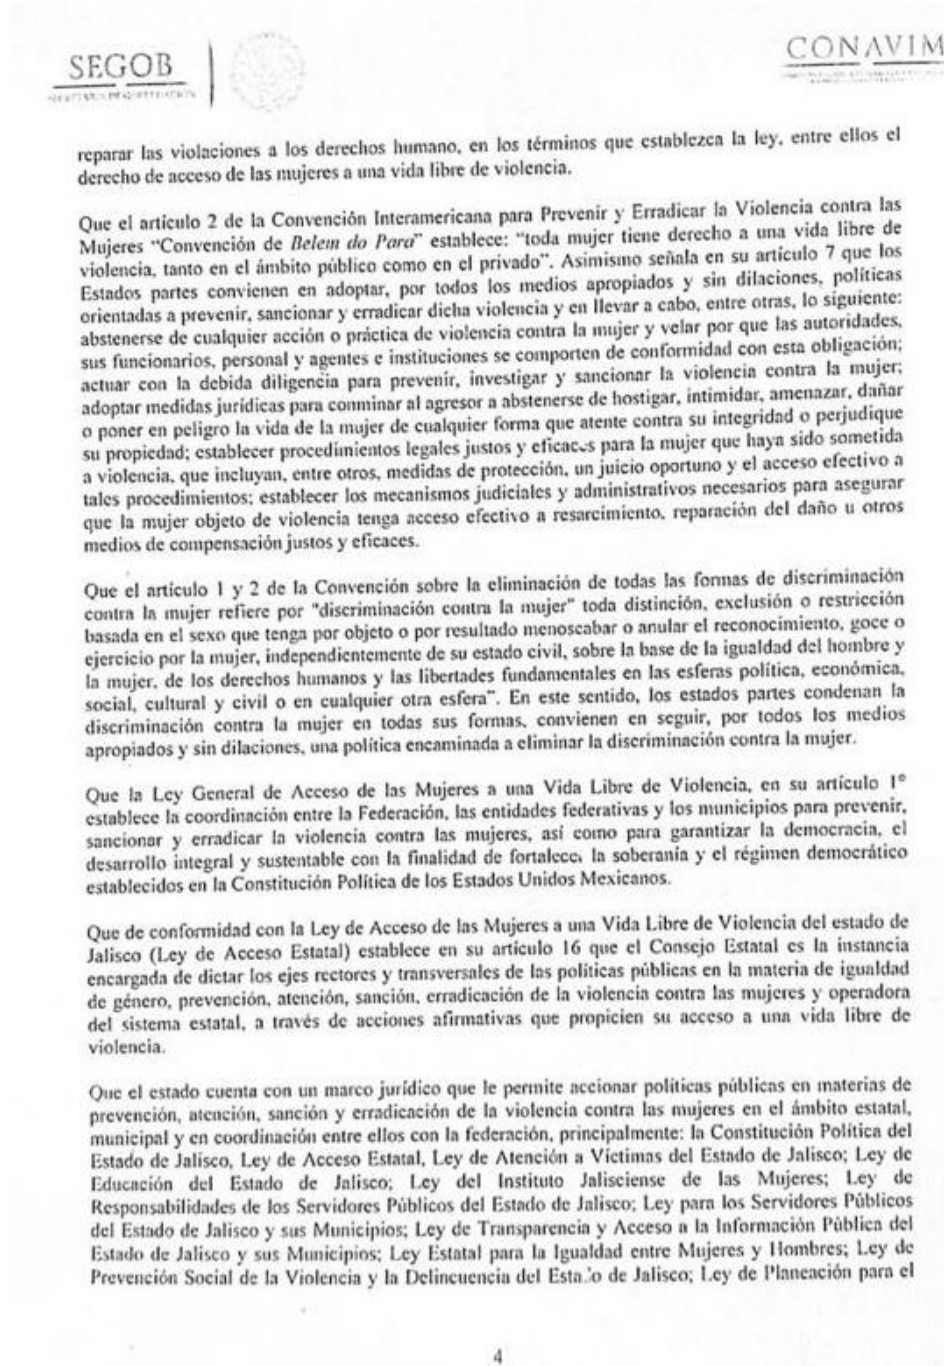 SEGOB
SECRETARÍA DE GOBERNACIÓN
CONAVIM
reparar las violaciones a los derechos humano, en los términos que establezca la ley, entre ellos el
derecho de acceso de las mujeres a una vida libre de violencia.
Que el artículo 2 de la Convención Interamericana para Prevenir y Erradicar la Violencia contra las
Mujeres "Convención de Belem do Para" establece: "toda mujer tiene derecho a una vida libre de
violencia, tanto en el ámbito público como en el privado". Asimismo señala en su artículo 7 que los
Estados partes convienen en adoptar, por todos los medios apropiados y sin dilaciones, políticas
orientadas a prevenir, sancionar y erradicar dicha violencia y en llevar a cabo, entre otras, lo siguiente:
abstenerse de cualquier acción o práctica de violencia contra la mujer y velar por que las autoridades,
sus funcionarios, personal y agentes e instituciones se comporten de conformidad con esta obligación;
actuar con la debida diligencia para prevenir, investigar y sancionar la violencia contra la mujer;
adoptar medidas jurídicas para conminar al agresor a abstenerse de hostigar, intimidar, amenazar, dañar
o poner en peligro la vida de la mujer de cualquier forma que atente contra su integridad o perjudique
su propiedad; establecer procedimientos legales justos y eficaces para la mujer que haya sido sometida
a violencia, que incluyan, entre otros, medidas de protección, un juicio oportuno y el acceso efectivo a
tales procedimientos; establecer los mecanismos judiciales y administrativos necesarios para asegurar
que la mujer objeto de violencia tenga acceso efectivo a resarcimiento, reparación del daño u otros
medios de compensación justos y eficaces.
Que el artículo 1 y 2 de la Convención sobre la eliminación de todas las formas de discriminación
contra la mujer refiere por "discriminación contra la mujer" toda distinción, exclusión o restricción
basada en el sexo que tenga por objeto o por resultado menoscabar o anular el reconocimiento, goce o
ejercicio por la mujer, independientemente de su estado civil, sobre la base de la igualdad del hombre y
la mujer, de los derechos humanos y las libertades fundamentales en las esferas política, económica,
social, cultural y civil o en cualquier otra esfera". En este sentido, los estados partes condenan la
discriminación contra la mujer en todas sus formas, convienen en seguir, por todos los medios
apropiados y sin dilaciones, una política encaminada a eliminar la discriminación contra la mujer.
Que la Ley General de Acceso de las Mujeres a una Vida Libre de Violencia, en su artículo 1°
establece la coordinación entre la Federación, las entidades federativas y los municipios para prevenir,
sancionar y erradicar la violencia contra las mujeres, así como para garantizar la democracia, el
desarrollo integral y sustentable con la finalidad de fortalecer la soberanía y el régimen democrático
establecidos en la Constitución Política de los Estados Unidos Mexicanos.
Que de conformidad con la Ley de Acceso de las Mujeres a una Vida Libre de Violencia del estado de
Jalisco (Ley de Acceso Estatal) establece en su artículo 16 que el Consejo Estatal es la instancia
encargada de dictar los ejes rectores y transversales de las políticas públicas en la materia de igualdad
de género, prevención, atención, sanción, erradicación de la violencia contra las mujeres y operadora
del sistema estatal, a través de acciones afirmativas que propicien su acceso a una vida libre de
violencia.
Que el estado cuenta con un marco jurídico que le permite accionar políticas públicas en materias de
prevención, atención, sanción y erradicación de la violencia contra las mujeres en el ámbito estatal,
municipal y en coordinación entre ellos con la federación, principalmente: la Constitución Política del
Estado de Jalisco, Ley de Acceso Estatal, Ley de Atención a Víctimas del Estado de Jalisco; Ley de
Educación del Estado de Jalisco; Ley del Instituto Jalisciense de las Mujeres; Ley de
Responsabilidades de los Servidores Públicos del Estado de Jalisco; Ley para los Servidores Públicos
del Estado de Jalisco y sus Municipios; Ley de Transparencia y Acceso a la Información Pública del
Estado de Jalisco y sus Municipios; Ley Estatal para la Igualdad entre Mujeres y Hombres; Ley de
Prevención Social de la Violencia y la Delincuencia del Estado de Jalisco; Ley de Planeación para el
4